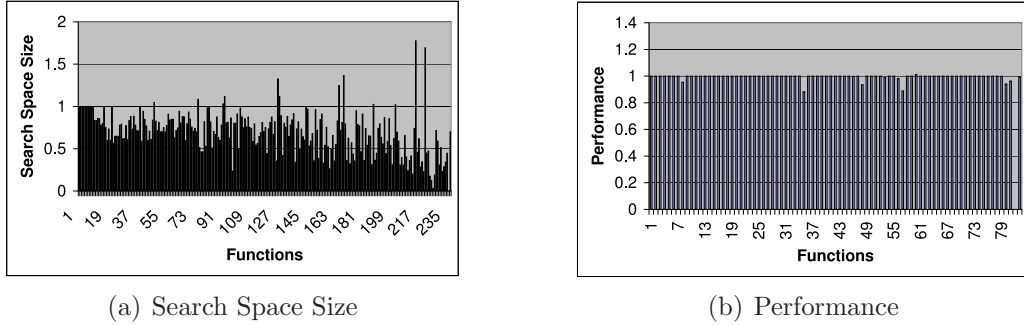 2
1.5
1
0.5
0
Search Space Size
1 19 37 55 73 91 109 127 145 163 181 199 217 235
Functions
(a) Search Space Size
1.4
1.2
1
0.8
0.6
0.4
0.2
0
Performance
1 7 13 19 25 31 37 43 49 55 61 67 73 79
Functions
(b) Performance